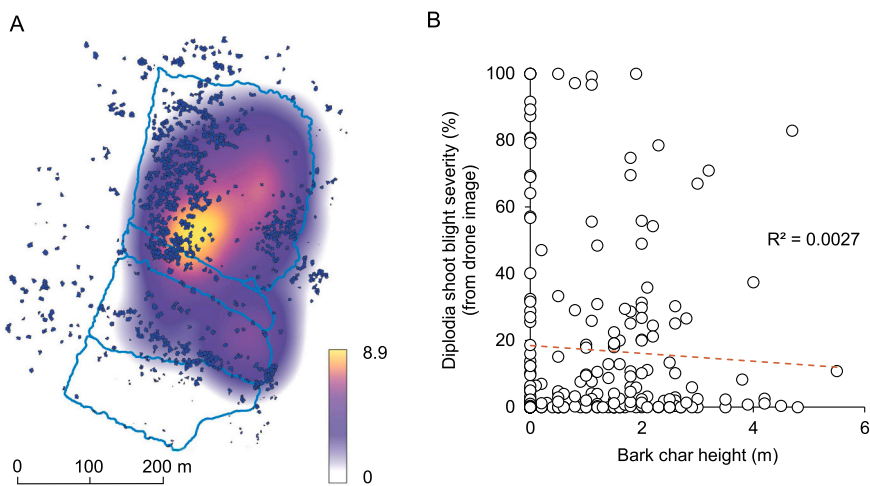 A
8.9
0
0 100 200 m
B
Diplodia shoot blight severity (%)
(from drone image)
100
80
60
40
20
0
R² = 0.0027
0 2 4 6
Bark char height (m)